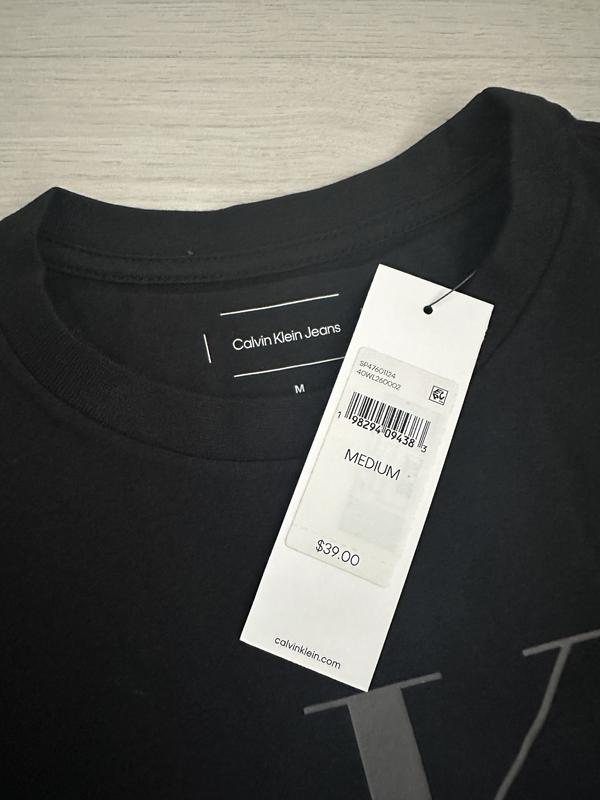 Calvin Klein Jeans
M
SP47601124
40WL260002
1 98294 09438 3
MEDIUM
$39.00
calvinklein.com